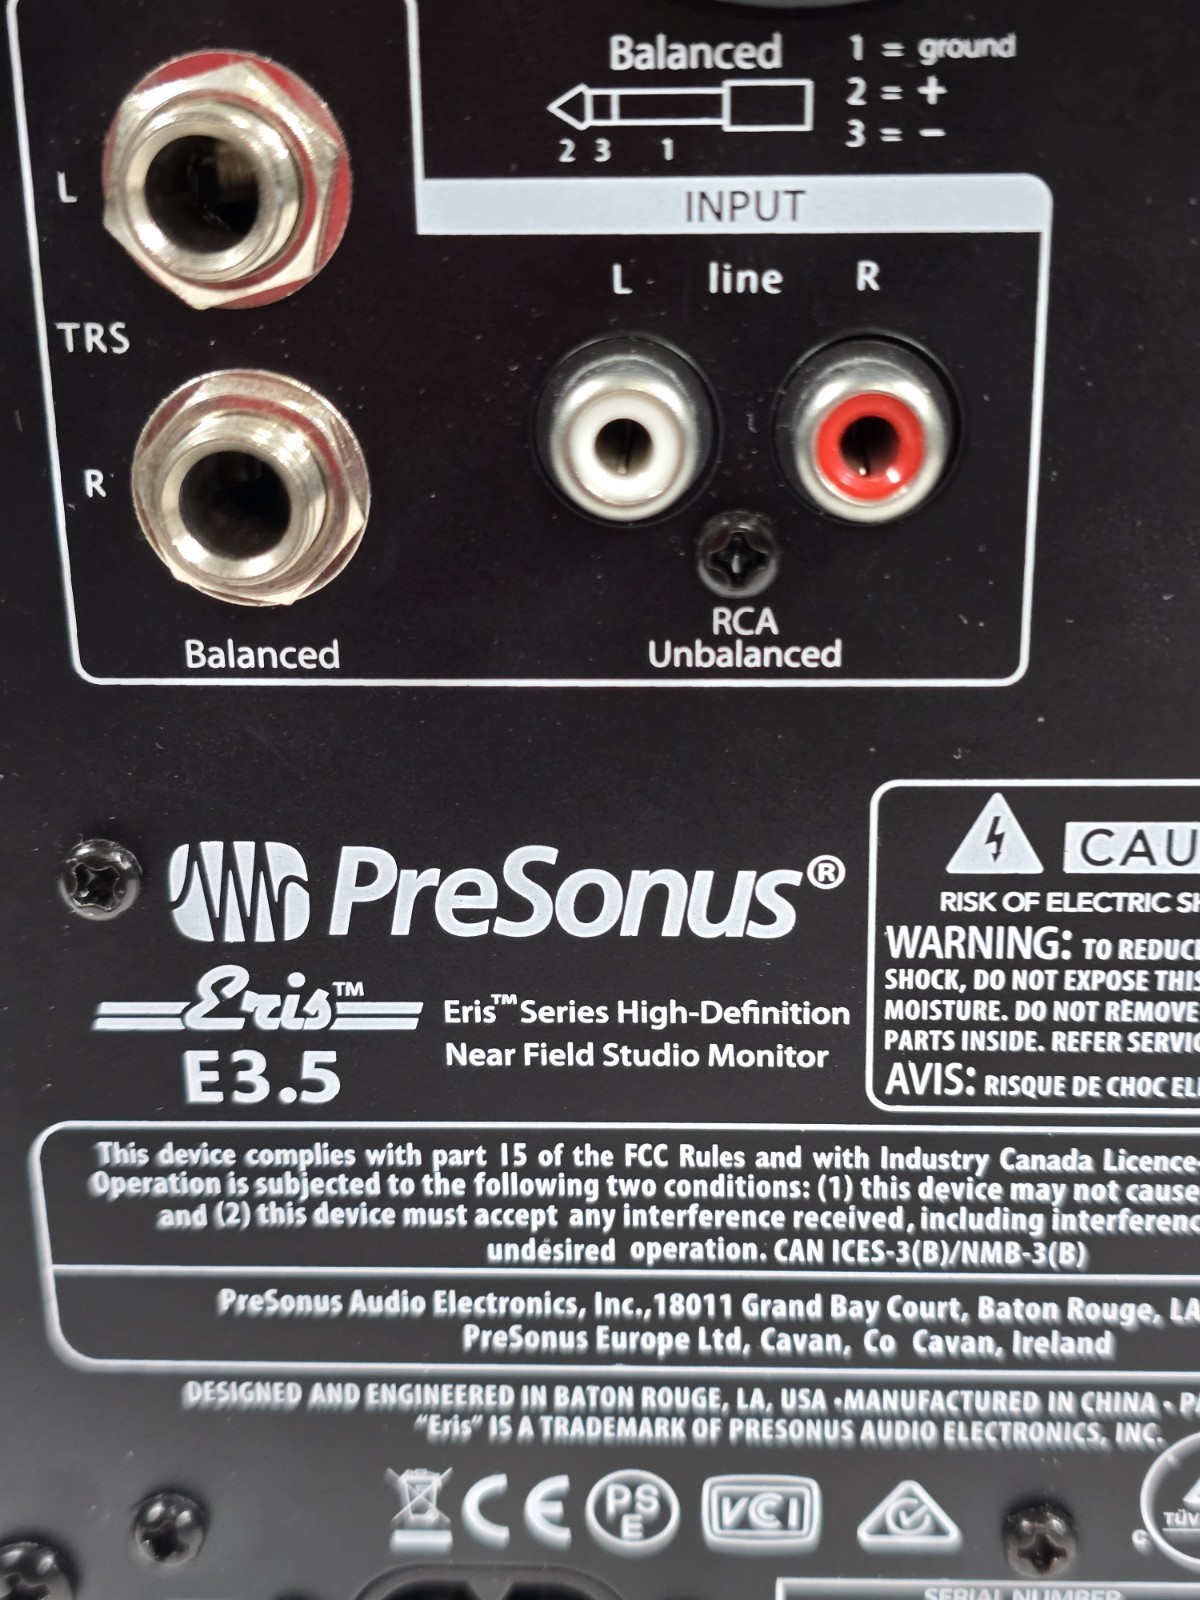 Balanced
1 = ground
2 = +
3 = -
2 3 1
INPUT
L line R
L
TRS
R
Balanced
RCA
Unbalanced
PreSonus®
Eris™
E3.5
Eris™ Series High-Definition
Near Field Studio Monitor
CAU
RISK OF ELECTRIC SH
WARNING: TO REDUCE
SHOCK, DO NOT EXPOSE THIS
MOISTURE. DO NOT REMOVE
PARTS INSIDE. REFER SERVIC
AVIS: RISQUE DE CHOC ELE
This device complies with part 15 of the FCC Rules and with Industry Canada Licence-
Operation is subjected to the following two conditions: (1) this device may not cause
and (2) this device must accept any interference received, including interference
undesired operation. CAN ICES-3(B)/NMB-3(B)
PreSonus Audio Electronics, Inc.,18011 Grand Bay Court, Baton Rouge, LA
PreSonus Europe Ltd, Cavan, Co Cavan, Ireland
DESIGNED AND ENGINEERED IN BATON ROUGE, LA, USA •MANUFACTURED IN CHINA • P
"Eris" IS A TRADEMARK OF PRESONUS AUDIO ELECTRONICS, INC.
CE PSE VCI
TÜV
c
SERIAL NUMBER